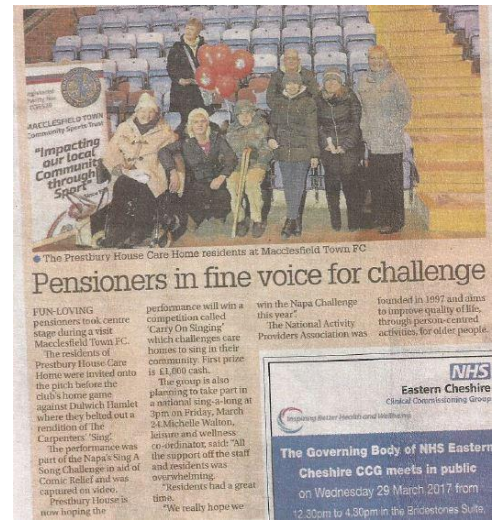 MACCLESFIELD TOWN
Community Sports Trust
"Impacting
our local
Community
through
Sport"
The Prestbury House Care Home residents at Macclesfield Town FC
Pensioners in fine voice for challenge
FUN-LOVING
pensioners took centre
stage during a visit
Macclesfield Town FC.
The residents of
Prestbury House Care
Home were invited onto
the pitch before the
club's home game
against Dulwich Hamlet
where they belted out a
rendition of The
Carpenters' 'Sing'.
The performance was
part of the Napa's Sing A
Song Challenge in aid of
Comic Relief and was
captured on video.
Prestbury House is
now hoping the
performance will win a
competition called
'Carry On Singing'
which challenges care
homes to sing in their
community. First prize
is £1,000 cash.
The group is also
planning to take part in
a national sing-a-long at
3pm on Friday, March
24.Michelle Walton,
leisure and wellness
co-ordinator, said: "All
the support off the staff
and residents was
overwhelming.
"Residents had a great
time.
"We really hope we
win the Napa Challenge
this year".
The National Activity
Providers Association was
founded in 1997 and aims
to improve quality of life,
through person-centred
activities, for older people.
NHS
Eastern Cheshire
Clinical Commissioning Group
Inspiring Better Health and Wellbeing
The Governing Body of NHS Eastern
Cheshire CCG meets in public
on Wednesday 29 March 2017 from
12.30pm to 4.30pm in the Bridestones Suite,